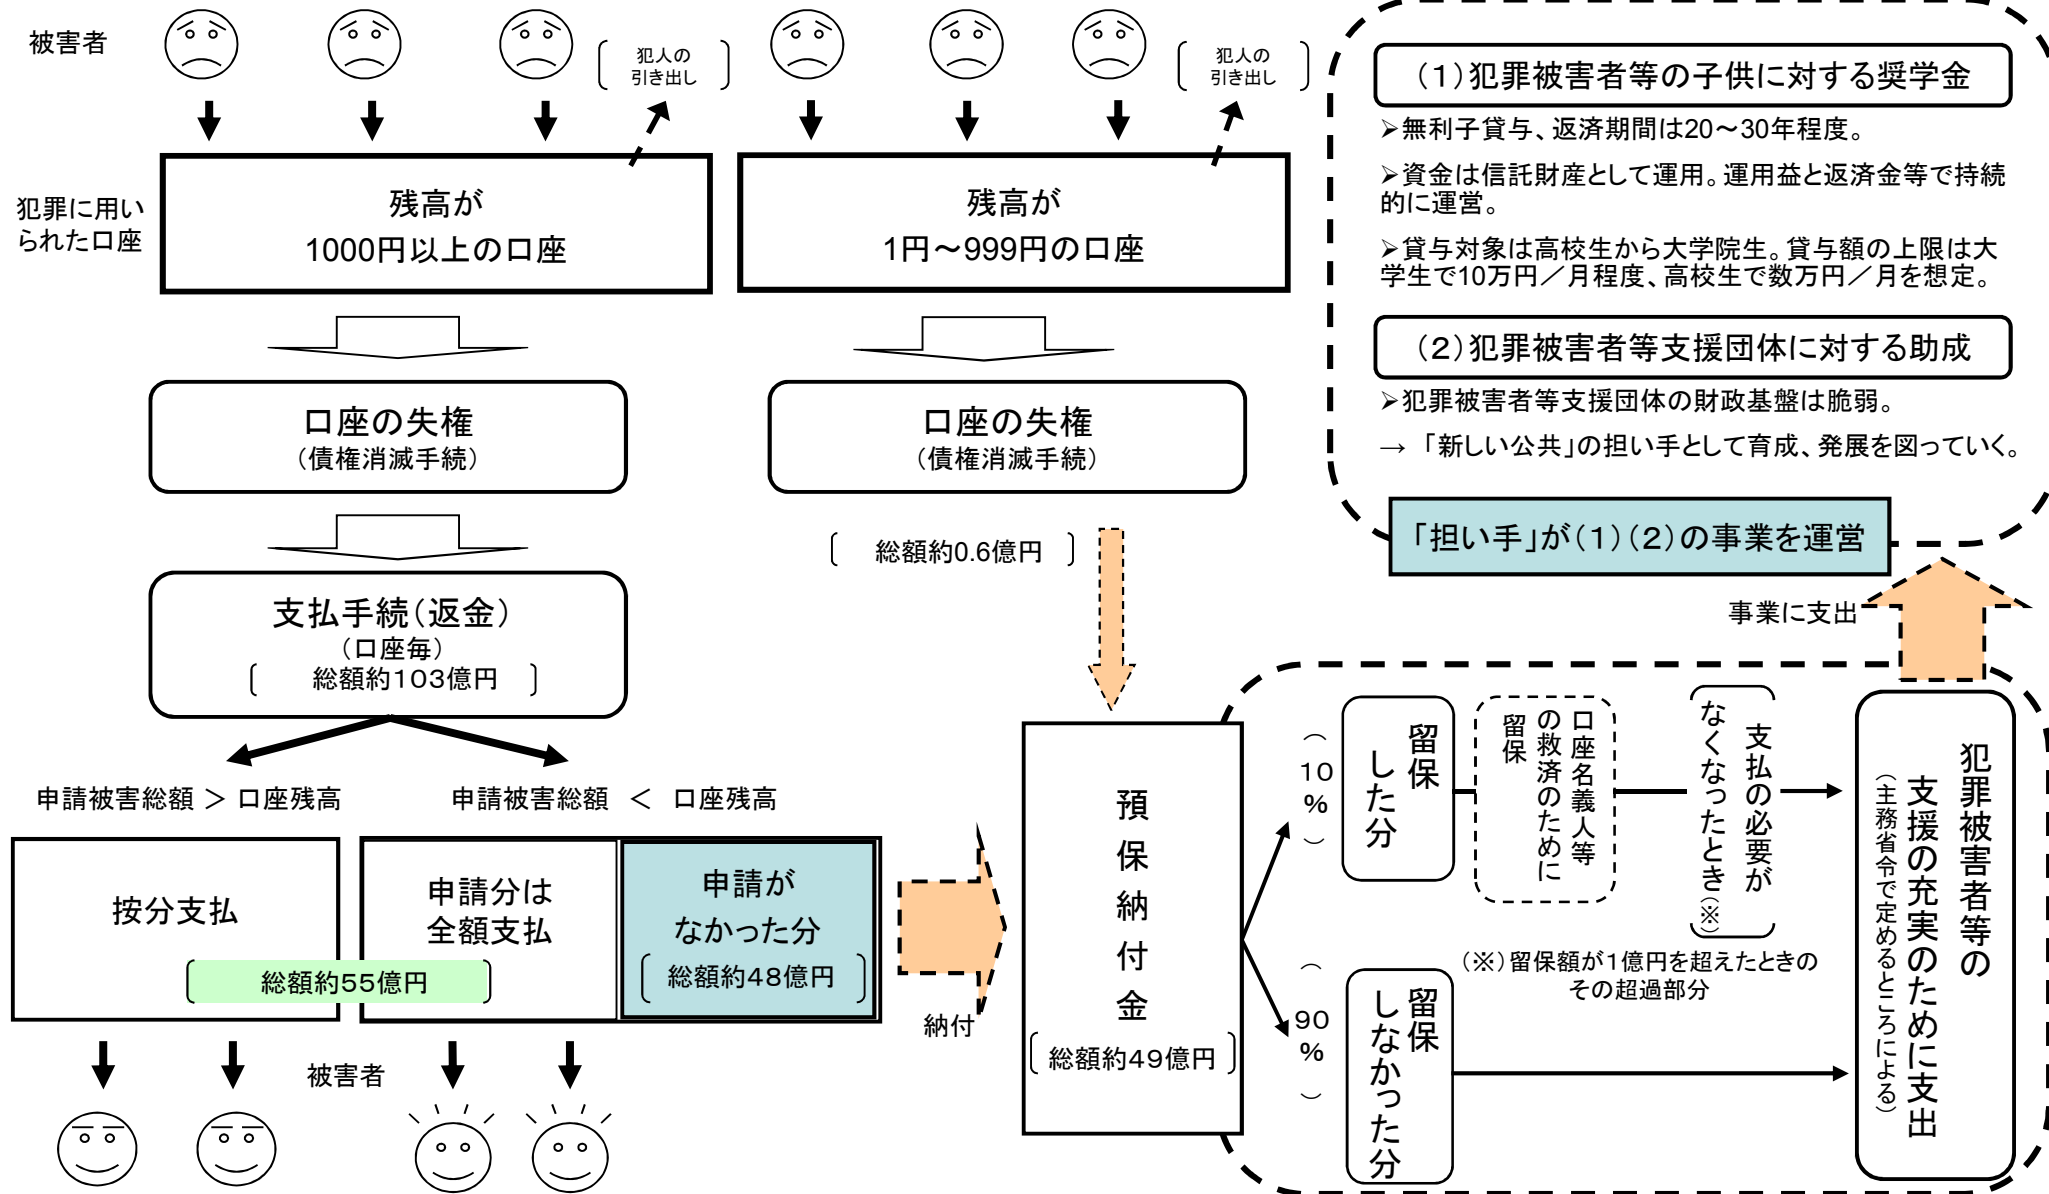 被害者
犯人の
引き出し
犯人の
引き出し
犯罪に用い
られた口座
残高が
1000円以上の口座
残高が
1円～999円の口座
口座の失権
（債権消滅手続）
口座の失権
（債権消滅手続）
総額約0.6億円
支払手続（返金）
（口座毎）
総額約103億円
申請被害総額 ＞ 口座残高
申請被害総額 ＜ 口座残高
按分支払
申請分は
全額支払
申請が
なかった分
総額約55億円
総額約48億円
被害者
納付
預保納付金
総額約49億円
（1）犯罪被害者等の子供に対する奨学金
➢無利子貸与、返済期間は20～30年程度。
➢資金は信託財産として運用。運用益と返済金等で持続
的に運営。
➢貸与対象は高校生から大学院生。貸与額の上限は大
学生で10万円／月程度、高校生で数万円／月を想定。
（2）犯罪被害者等支援団体に対する助成
➢犯罪被害者等支援団体の財政基盤は脆弱。
→ 「新しい公共」の担い手として育成、発展を図っていく。
「担い手」が（1）（2）の事業を運営
事業に支出
（10％）
留保
した分
口座名義人等
の救済のために
留保
支払の必要が
なくなったとき（※）
（※）留保額が1億円を超えたときの
その超過部分
（90％）
留保
しなかった分
犯罪被害者等の
支援の充実のために支出
（主務省令で定めるところによる）